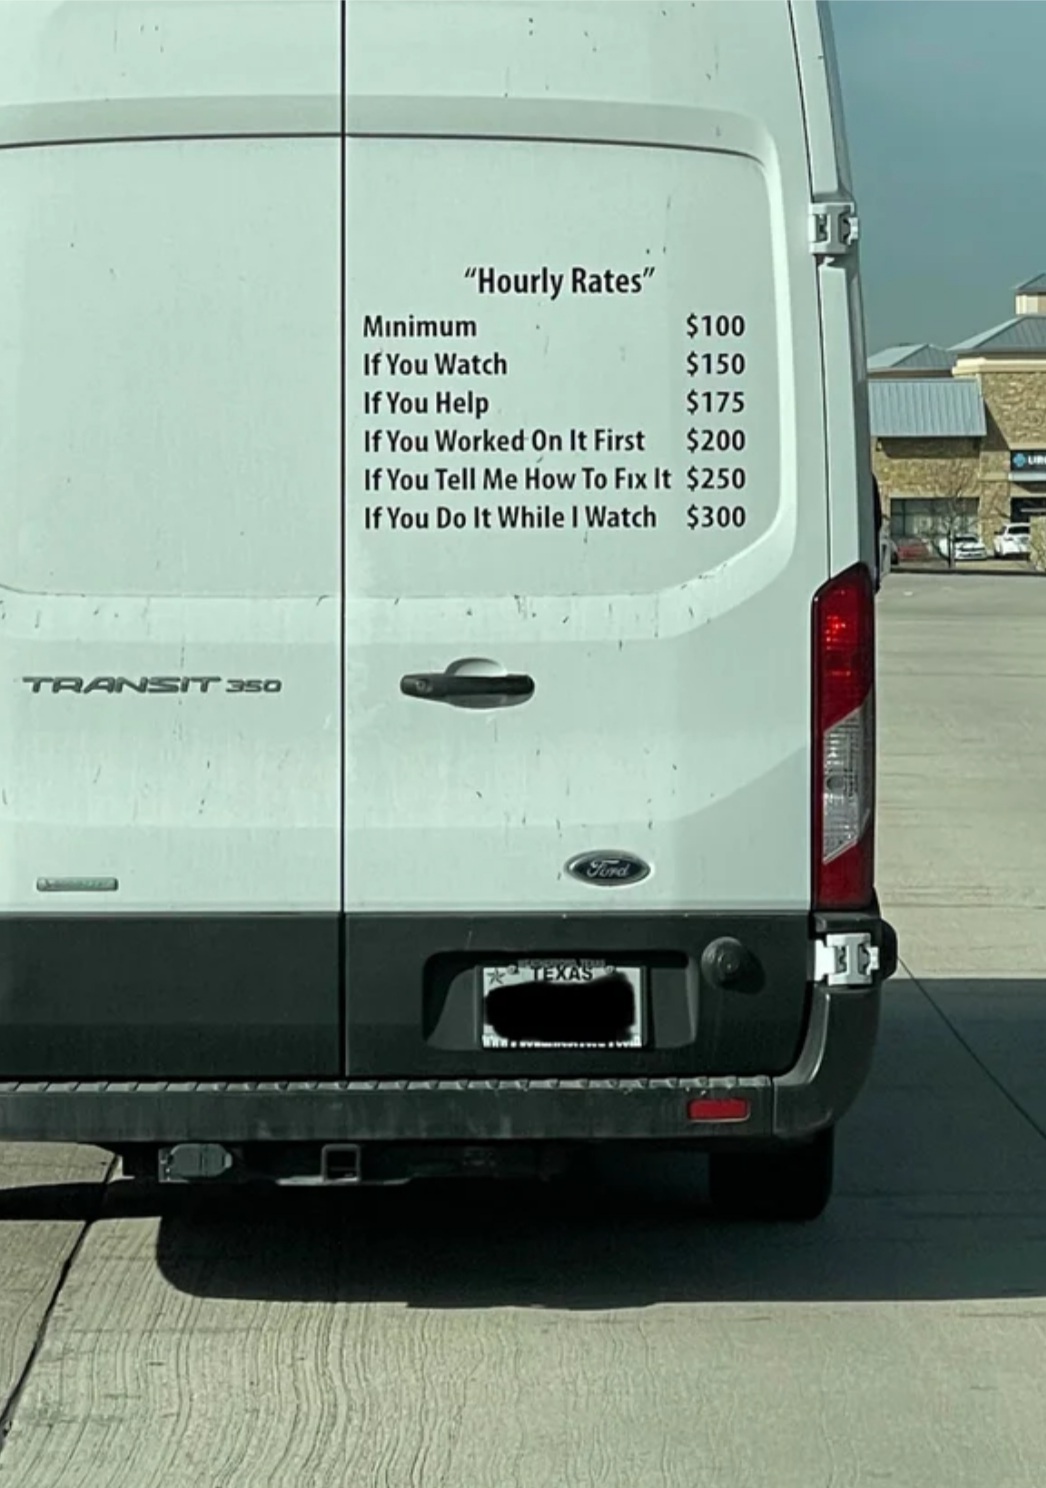 “Hourly Rates”
Minimum $100
If You Watch $150
If You Help $175
If You Worked On It First $200
If You Tell Me How To Fix It $250
If You Do It While I Watch $300
TRANSIT 350
Ford
TEXAS